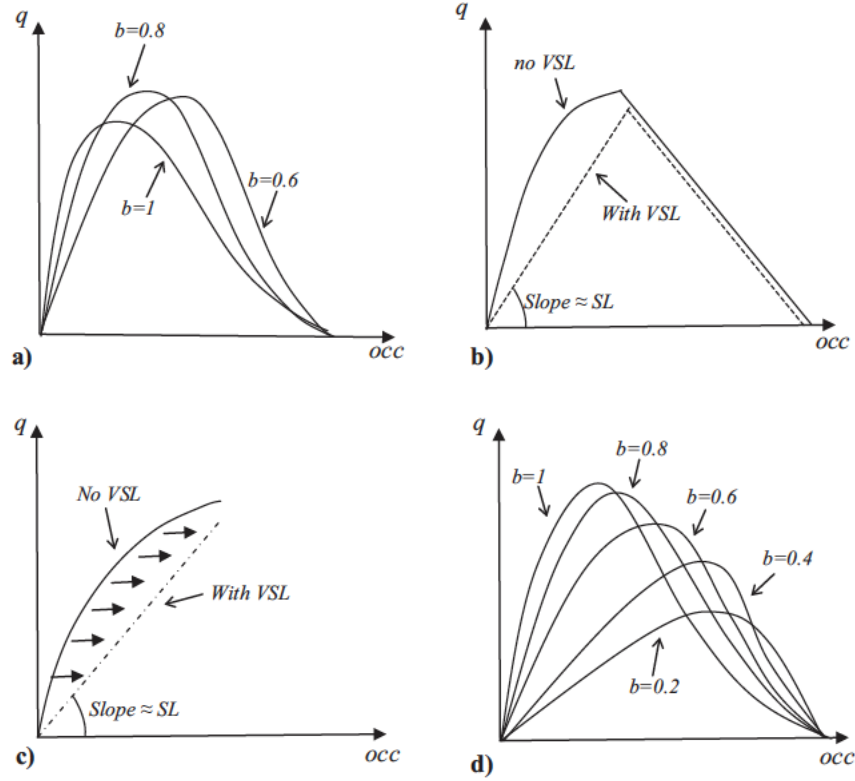 q
b=0.8
b=0.6
b=1
occ
a)
q
no VSL
With VSL
Slope ≈ SL
occ
b)
q
No VSL
With VSL
Slope ≈ SL
occ
c)
q
b=0.8
b=1
b=0.6
b=0.4
b=0.2
occ
d)